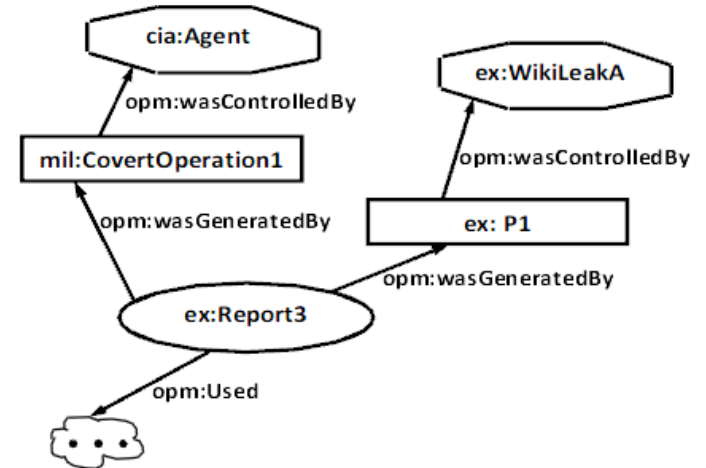 cia:Agent
ex:WikiLeakA
opm:wasControlledBy
opm:wasControlledBy
mil:CovertOperation1
ex: P1
opm:wasGeneratedBy
opm:wasGeneratedBy
ex:Report3
opm:Used